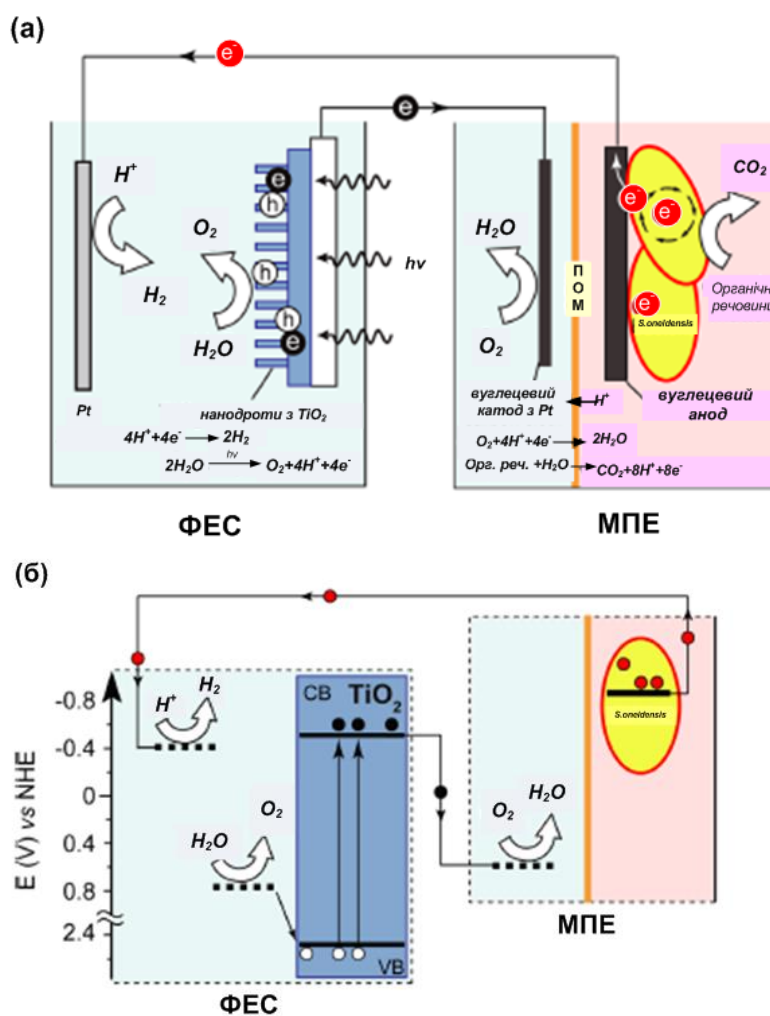 (а)
e⁻
e
H⁺
H₂
O₂
H₂O
e
h
h
h
e
hν
Pt
нанодроти з TiO₂
4H⁺+4e⁻ → 2H₂
2H₂O →hv O₂+4H⁺+4e⁻
ФЕС
H₂O
O₂
П
О
М
e⁻
e⁻
e⁻
S.oneidensis
CO₂
Органічн
речовини
вуглецевий
катод з Pt
H⁺
вуглецевий
анод
O₂+4H⁺+4e⁻ → 2H₂O
Орг. реч. +H₂O → CO₂+8H⁺+8e⁻
МПЕ
(б)
E (V) vs NHE
-0.8
-0.4
0
0.4
0.8
2.4
H⁺
H₂
H₂O
O₂
CB
TiO₂
VB
ФЕС
O₂
H₂O
S.oneidensis
МПЕ